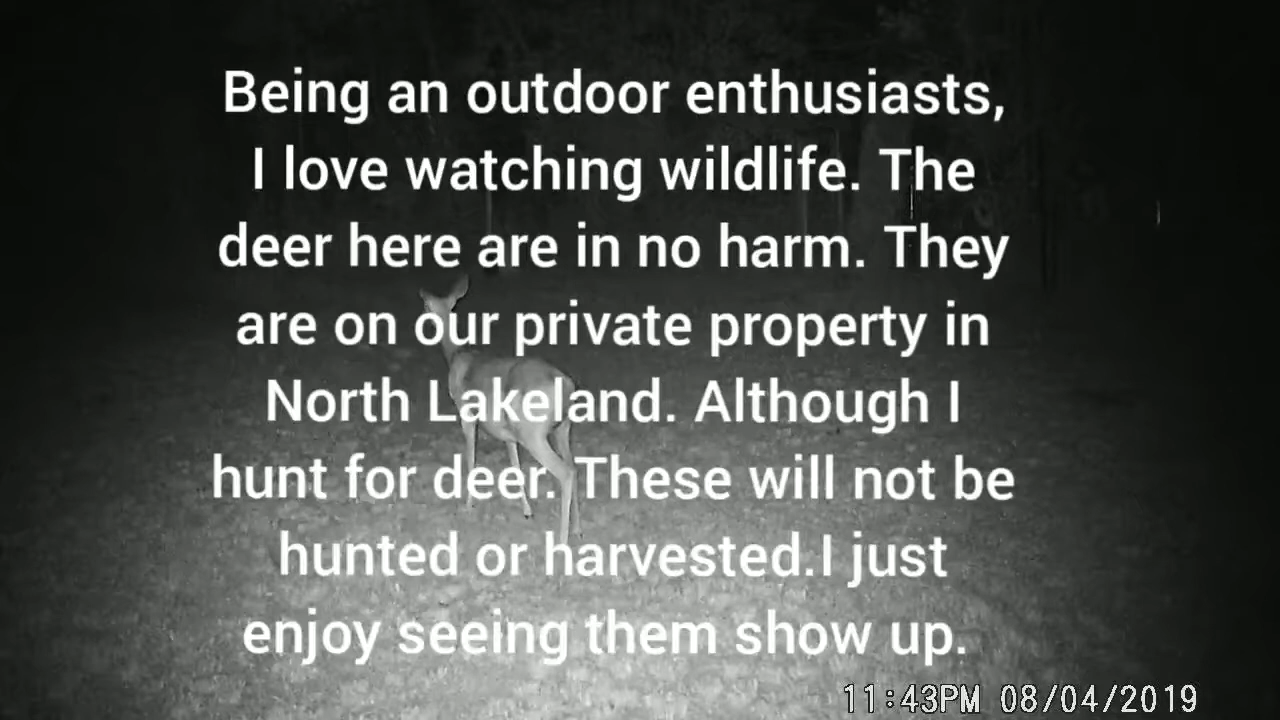 Being an outdoor enthusiasts,
I love watching wildlife. The
deer here are in no harm. They
are on our private property in
North Lakeland. Although I
hunt for deer. These will not be
hunted or harvested.I just
enjoy seeing them show up.
11:43PM 08/04/2019